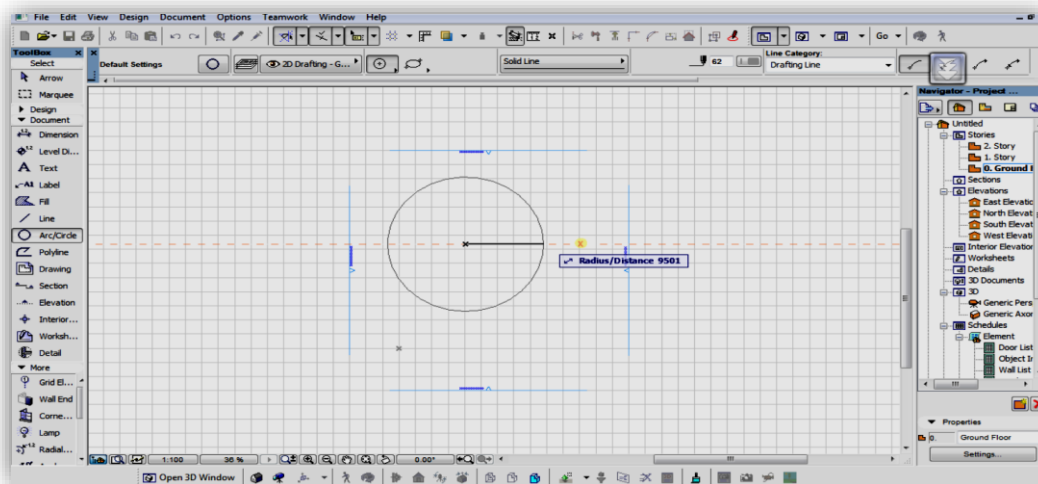 File Edit View Design Document Options Teamwork Window Help
Go
ToolBox
Select
Arrow
Marquee
Design
Document
Dimension
Level Di...
Text
A1 Label
Fill
Line
Arc/Circle
Polyline
Drawing
Section
Elevation
Interior...
Worksh...
Detail
More
Grid El...
Wall End
Corne...
Lamp
Radial...
Default Settings
2D Drafting - G...
Solid Line
62
Line Category:
Drafting Line
Radius/Distance 9501
1:100 36 % 0.00°
Open 3D Window
Navigator - Project ...
Untitled
Stories
2. Story
1. Story
0. Ground
Sections
Elevations
East Elevatio
North Elevat
South Elevat
West Elevatio
Interior Elevation
Worksheets
Details
3D Documents
3D
Generic Pers
Generic Axor
Schedules
Element
Door List
Object In
Wall List
Properties
0. Ground Floor
Settings...